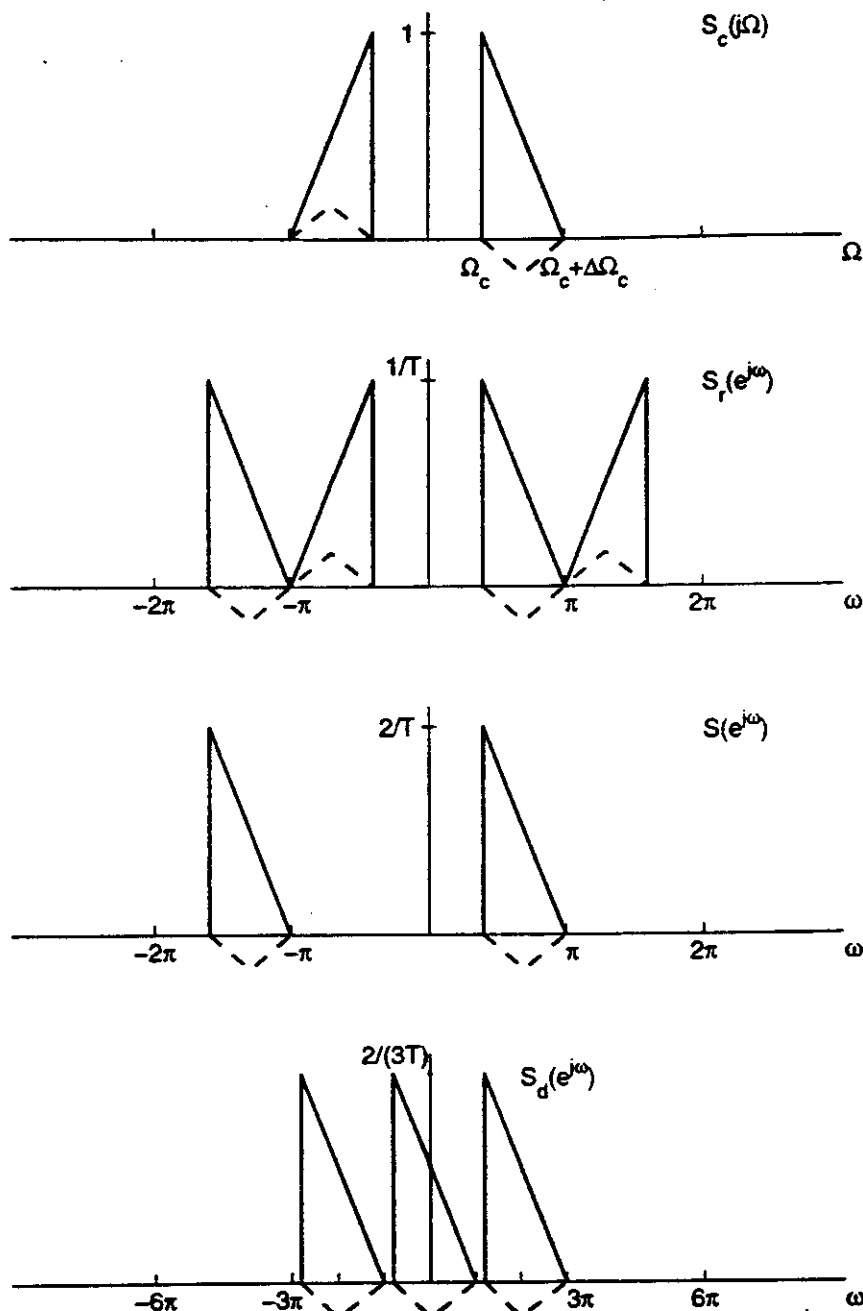 1
S_c(jΩ)
Ω_c
Ω_c+ΔΩ_c
Ω
1/T
S_r(e^{jω})
−2π
−π
π
2π
ω
2/T
S(e^{jω})
−2π
−π
π
2π
ω
2/(3T)
S_d(e^{jω})
−6π
−3π
3π
6π
ω